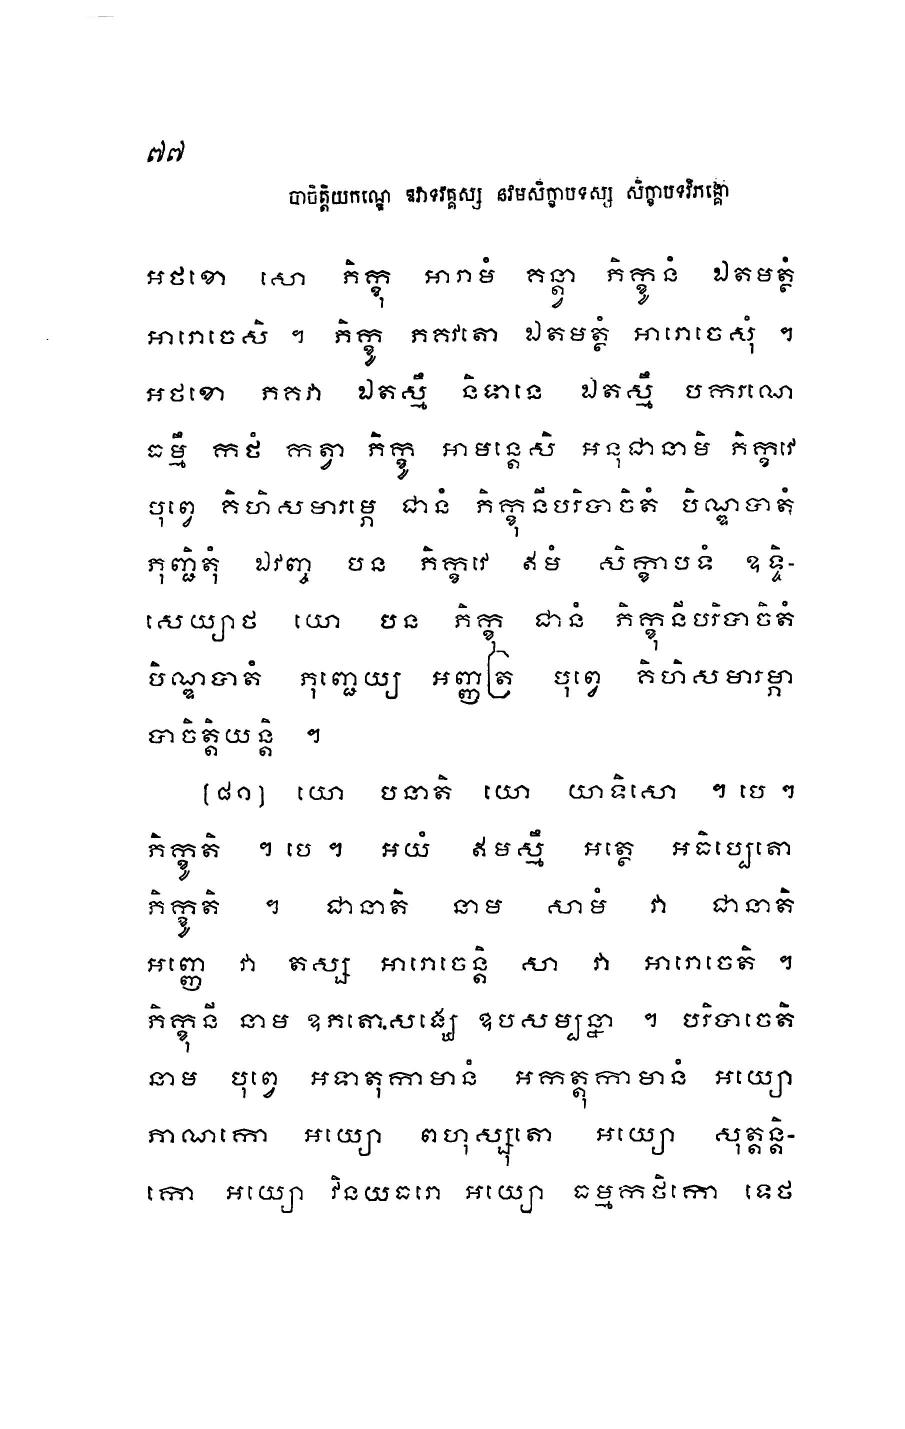 ៧៧
បាចិត្តិយកណ្ឌេ ឱវាទវគ្គស្ស នវមសិក្ខាបទស្ស សិក្ខាបទវិភង្គោ
អថខោ សោ ភិក្ខុ អារាមំ គន្ត្វា ភិក្ខូនំ ឯតមត្ថំ
អារោចេសិ ។ ភិក្ខូ ភគវតោ ឯតមត្ថំ អារោចេសុំ ។
អថខោ ភគវា ឯតស្មឹ និទានេ ឯតស្មឹ បករណេ
ធម្មឹ កថំ កត្វា ភិក្ខូ អាមន្តេសិ អនុជានាមិ ភិក្ខវេ
បុព្វេ គិហិសមារម្ភេ ជានំ ភិក្ខុនីបរិបាចិតំ បិណ្ឌបាតំ
ភុញ្ជិតុំ ឯវញ្ច បន ភិក្ខវេ ឥមំ សិក្ខាបទំ ឧទ្ទិ-
សេយ្យាថ យោ បន ភិក្ខុ ជានំ ភិក្ខុនីបរិបាចិតំ
បិណ្ឌបាតំ ភុញ្ជេយ្យ អញ្ញត្រ បុព្វេ គិហិសមារម្ភា
បាចិត្តិយន្តិ ។
(៨១) យោ បនាតិ យោ យាទិសោ ។ បេ ។
ភិក្ខូតិ ។ បេ ។ អយំ ឥមស្មឹ អត្ថេ អធិប្បេតោ
ភិក្ខូតិ ។ ជានាតិ នាម សាមំ វា ជានាតិ
អញ្ញេ វា តស្ស អារោចេន្តិ សា វា អារោចេតិ ។
ភិក្ខុនី នាម ឧភតោសង្ឃេ ឧបសម្បន្នា ។ បរិបាចេតិ
នាម បុព្វេ អទាតុកាមានំ អកត្តុកាមានំ អយ្យោ
ភាណកោ អយ្យោ ពហុស្សុតោ អយ្យោ សុត្តន្តិ-
កោ អយ្យោ វិនយធរោ អយ្យោ ធម្មកថិកោ ទេថ